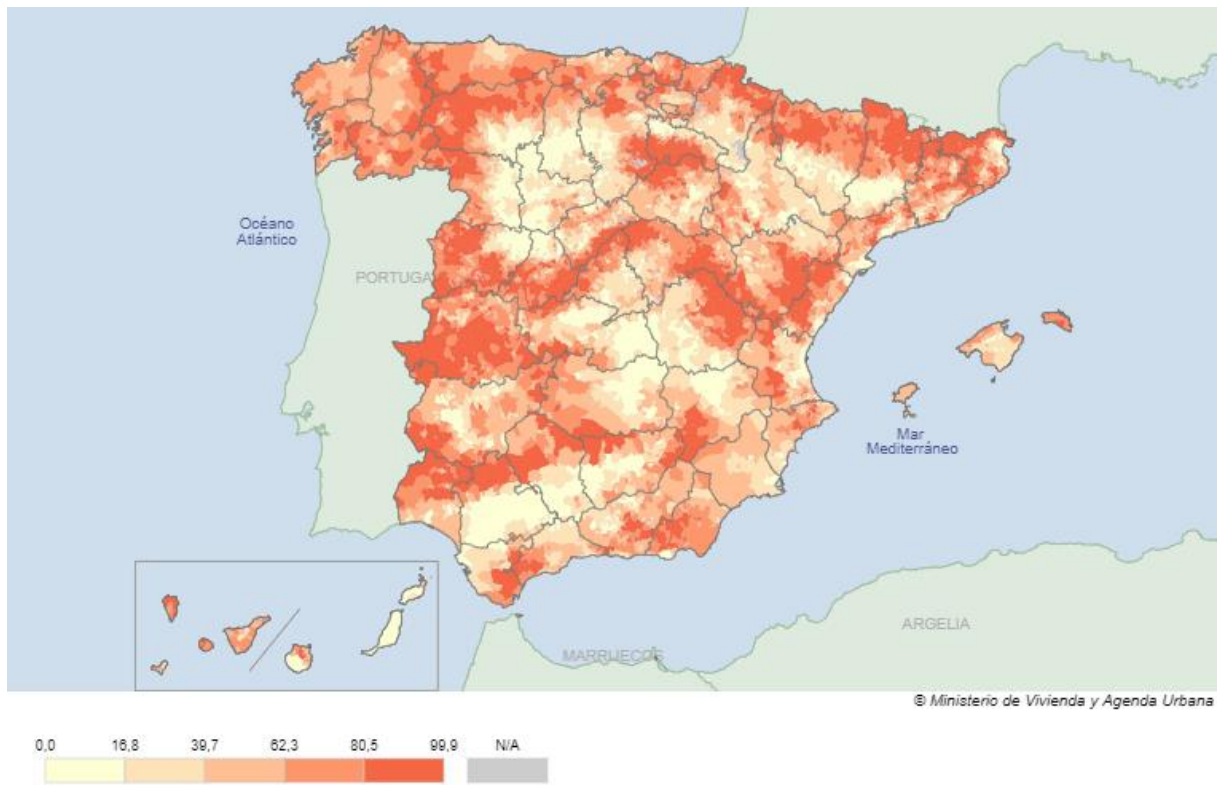 Océano
Atlántico
PORTUGA
Mar
Mediterráneo
ARGELIA
MARRUECOS
© Ministerio de Vivienda y Agenda Urbana
0,0 16,8 39,7 62,3 80,5 99,9 N/A